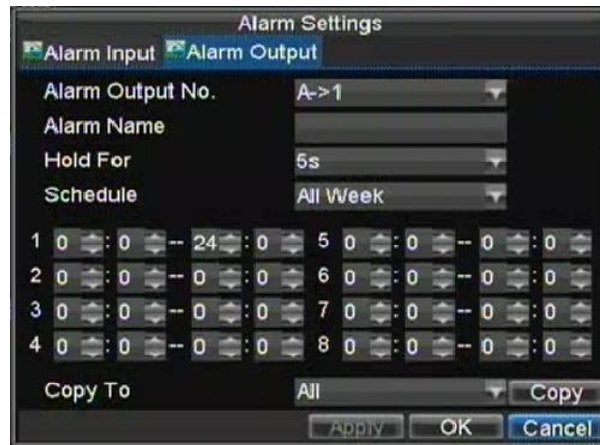 Alarm Settings
Alarm Input Alarm Output
Alarm Output No. A->1
Alarm Name
Hold For 5s
Schedule All Week
1 0 : 0 -- 24 : 0 5 0 : 0 -- 0 : 0
2 0 : 0 -- 0 : 0 6 0 : 0 -- 0 : 0
3 0 : 0 -- 0 : 0 7 0 : 0 -- 0 : 0
4 0 : 0 -- 0 : 0 8 0 : 0 -- 0 : 0
Copy To All Copy
Apply OK Cancel